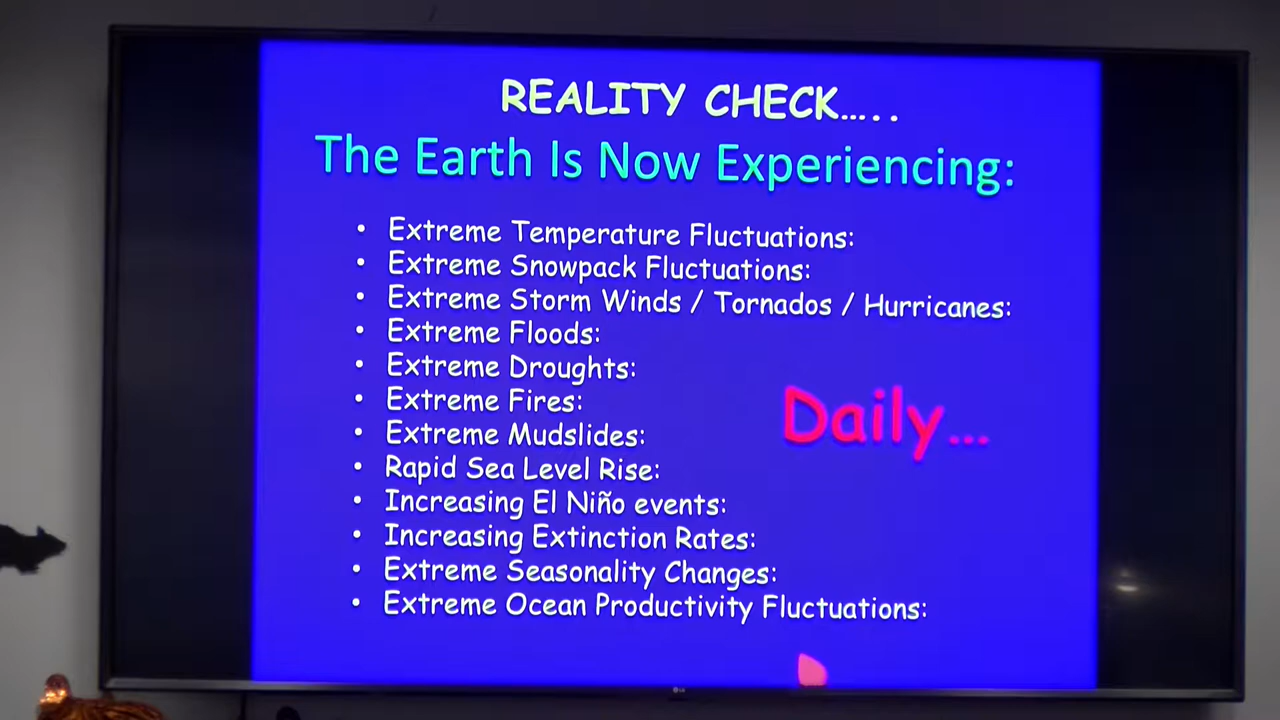 REALITY CHECK.....
The Earth Is Now Experiencing:
• Extreme Temperature Fluctuations:
• Extreme Snowpack Fluctuations:
• Extreme Storm Winds / Tornados / Hurricanes:
• Extreme Floods:
• Extreme Droughts:
• Extreme Fires:
Daily...
• Extreme Mudslides:
• Rapid Sea Level Rise:
• Increasing El Niño events:
• Increasing Extinction Rates:
• Extreme Seasonality Changes:
• Extreme Ocean Productivity Fluctuations:
LG